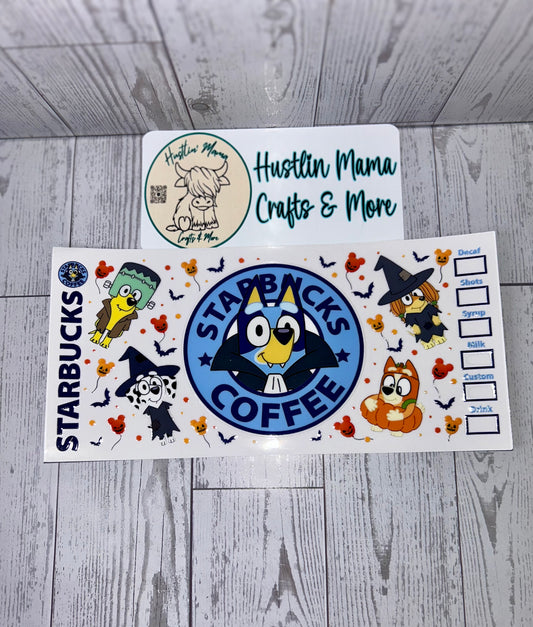 Hustlin' Mama
Crafts & More
Hustlin Mama
Crafts & More
STARBUCKS
STARBUCKS
COFFEE
Decaf
Shots
Syrup
Milk
Custom
Drink